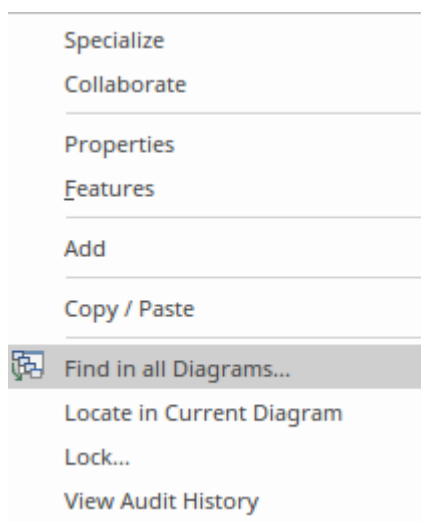 Specialize
Collaborate
Properties
Features
Add
Copy / Paste
Find in all Diagrams...
Locate in Current Diagram
Lock...
View Audit History